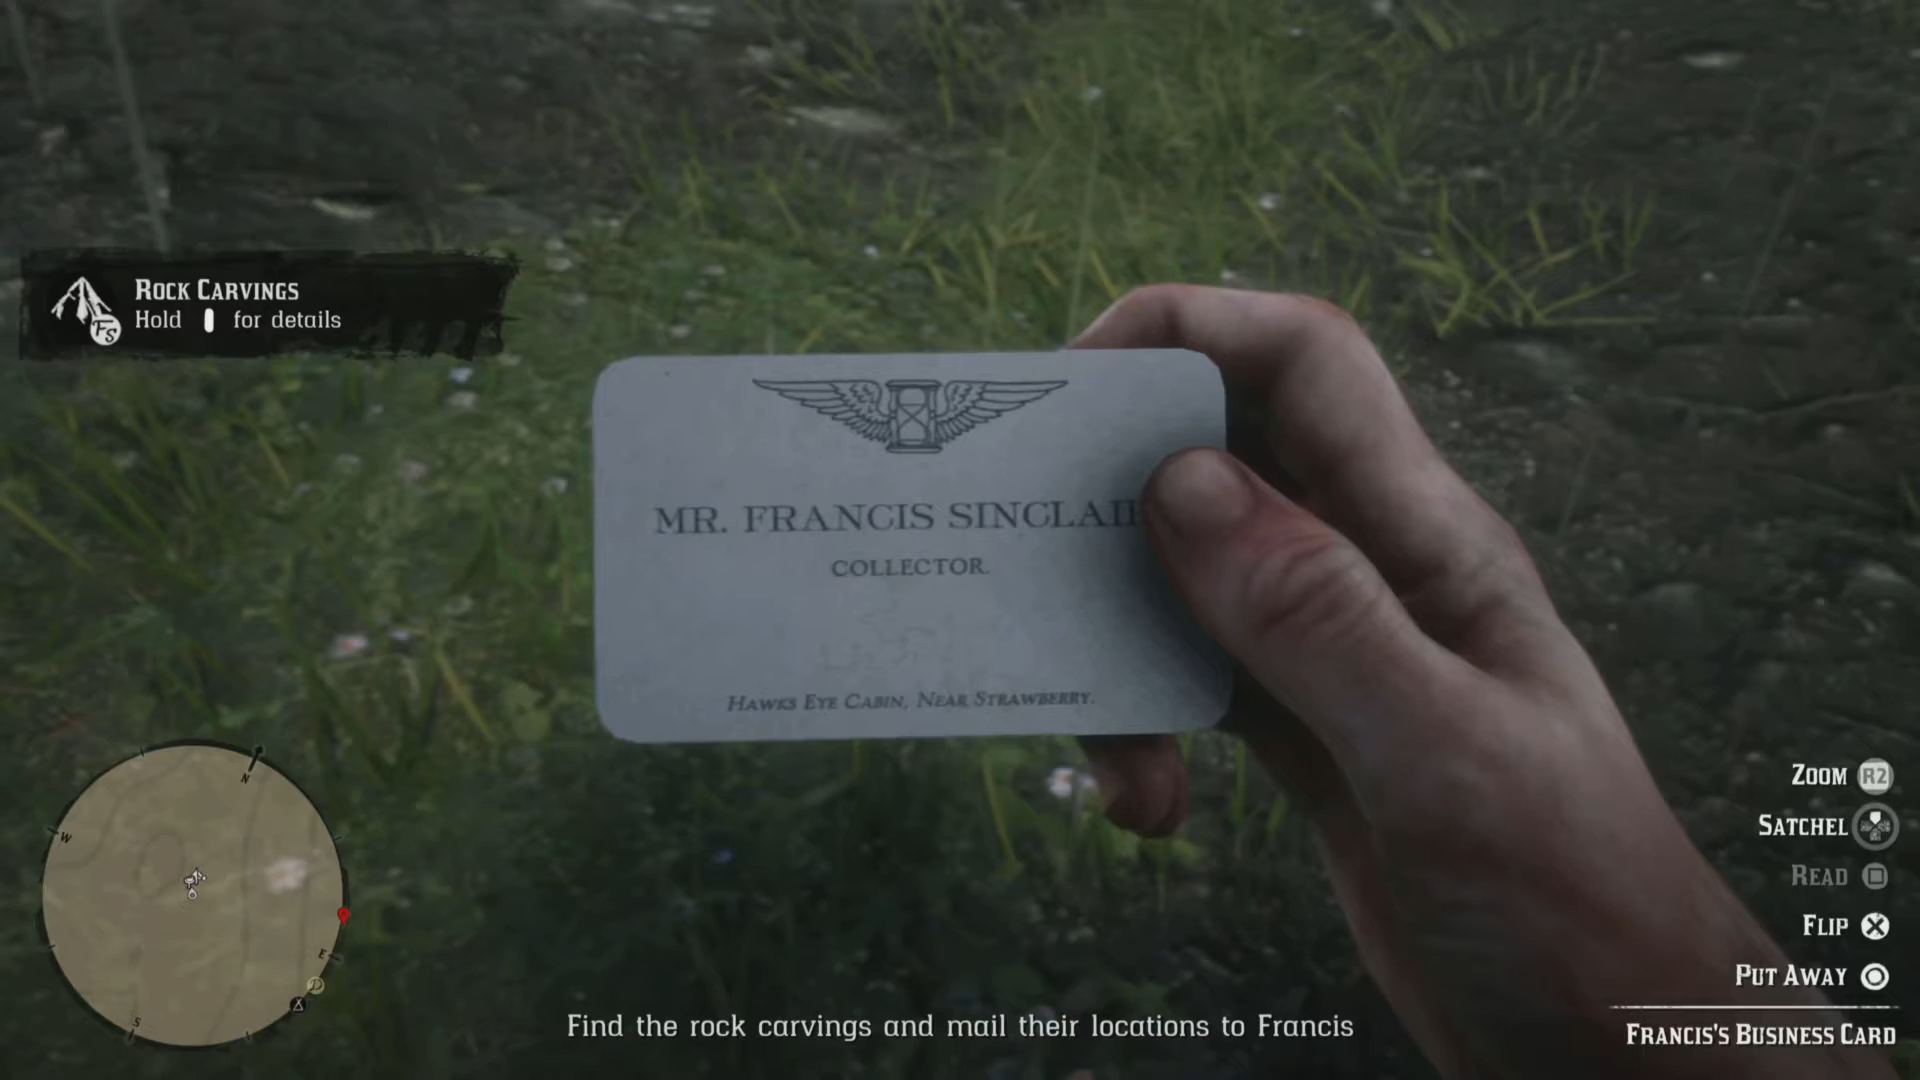 ROCK CARVINGS
Hold for details
FS
MR. FRANCIS SINCLAI
COLLECTOR.
HAWKS EYE CABIN, NEAR STRAWBERRY.
N
W
E
S
ZOOM R2
SATCHEL
READ
FLIP
PUT AWAY
Find the rock carvings and mail their locations to Francis
FRANCIS'S BUSINESS CARD